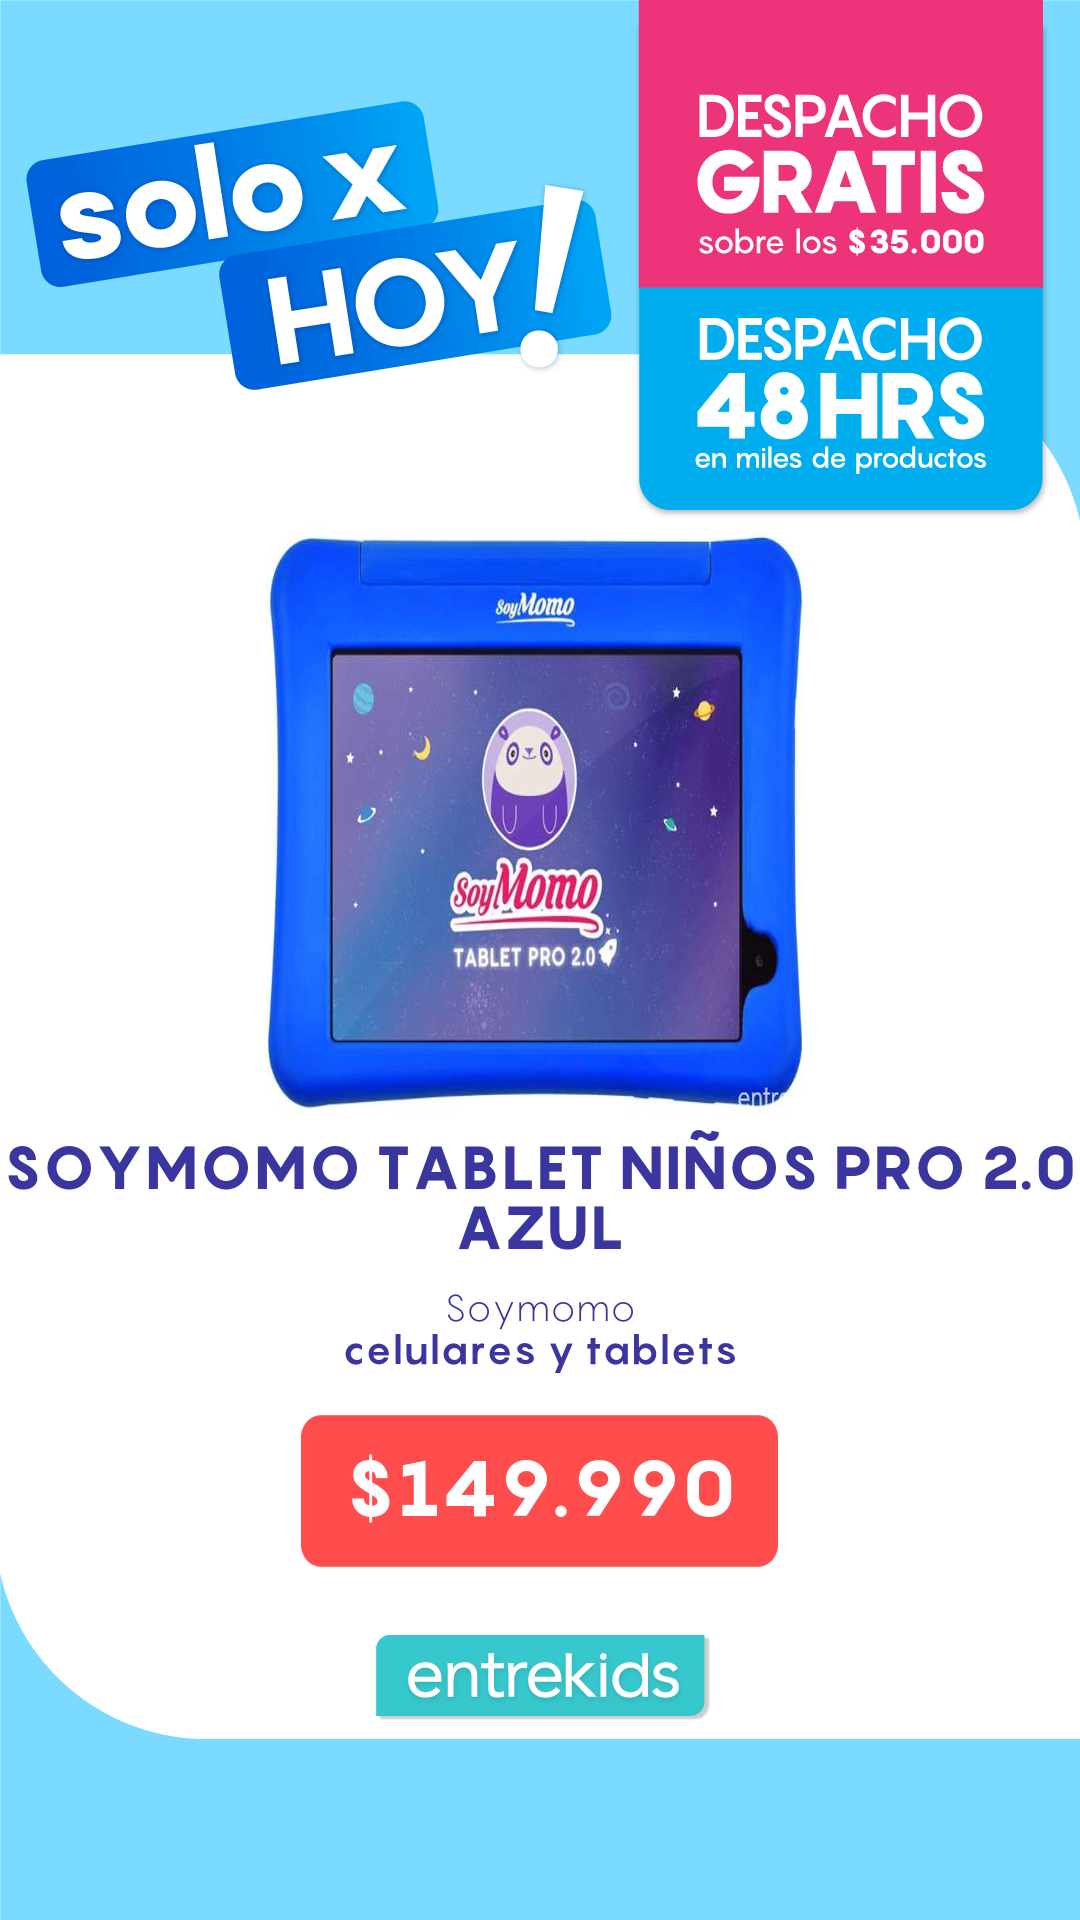 solo x
HOY!
DESPACHO
GRATIS
sobre los $35.000
DESPACHO
48HRS
en miles de productos
SoyMomo
SoyMomo
TABLET PRO 2.0
SOYMOMO TABLET NIÑOS PRO 2.0
AZUL
Soymomo
celulares y tablets
$149.990
entrekids